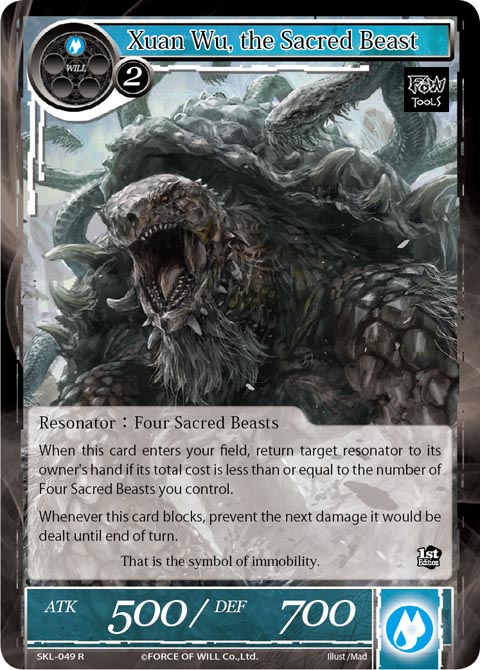 Xuan Wu, the Sacred Beast
WILL
2
FOW
TOOLS
Resonator : Four Sacred Beasts
When this card enters your field, return target resonator to its
owner's hand if its total cost is less than or equal to the number of
Four Sacred Beasts you control.
Whenever this card blocks, prevent the next damage it would be
dealt until end of turn.
That is the symbol of immobility.
1st
Edition
ATK 500 / DEF 700
SKL-049 R ©FORCE OF WILL Co.,Ltd. Illust /Mad